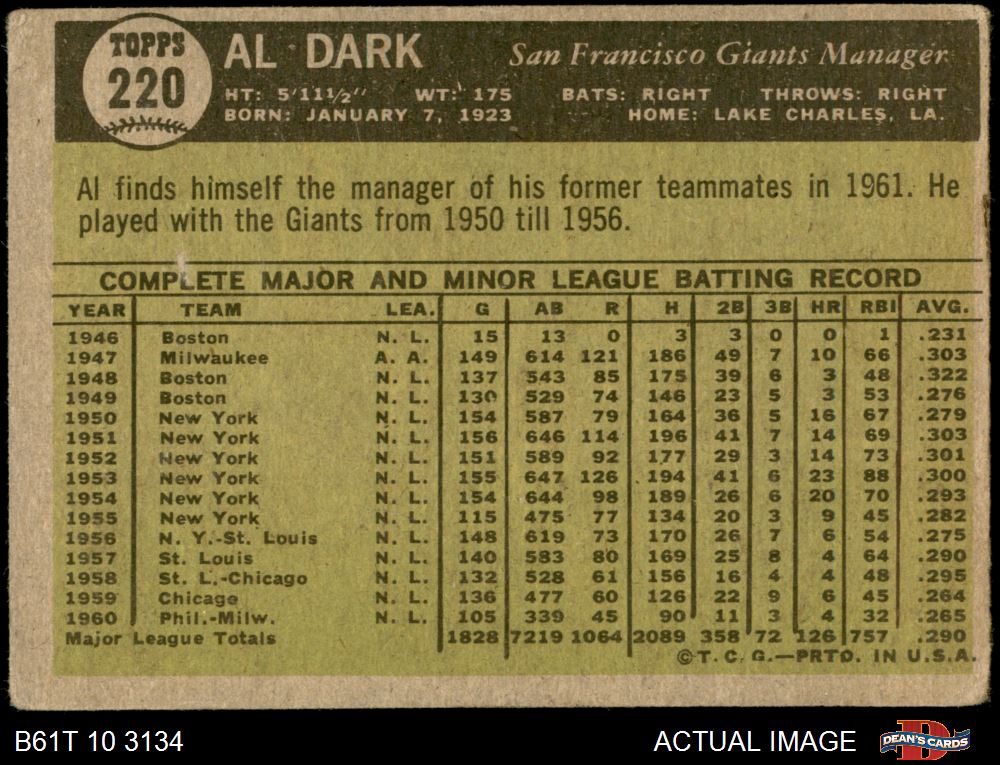 TOPPS
220
AL DARK San Francisco Giants Manager
HT: 5'11½" WT: 175 BATS: RIGHT THROWS: RIGHT
BORN: JANUARY 7, 1923 HOME: LAKE CHARLES, LA.
Al finds himself the manager of his former teammates in 1961. He
played with the Giants from 1950 till 1956.
COMPLETE MAJOR AND MINOR LEAGUE BATTING RECORD
YEAR TEAM LEA. G AB R H 2B 3B HR RBI AVG.
1946 Boston N. L. 15 13 0 3 3 0 0 1 .231
1947 Milwaukee A. A. 149 614 121 186 49 7 10 66 .303
1948 Boston N. L. 137 543 85 175 39 6 3 48 .322
1949 Boston N. L. 130 529 74 146 23 5 3 53 .276
1950 New York N. L. 154 587 79 164 36 5 16 67 .279
1951 New York N. L. 156 646 114 196 41 7 14 69 .303
1952 New York N. L. 151 589 92 177 29 3 14 73 .301
1953 New York N. L. 155 647 126 194 41 6 23 88 .300
1954 New York N. L. 154 644 98 189 26 6 20 70 .293
1955 New York N. L. 115 475 77 134 20 3 9 45 .282
1956 N. Y.-St. Louis N. L. 148 619 73 170 26 7 6 54 .275
1957 St. Louis N. L. 140 583 80 169 25 8 4 64 .290
1958 St. L.-Chicago N. L. 132 528 61 156 16 4 4 48 .295
1959 Chicago N. L. 136 477 60 126 22 9 6 45 .264
1960 Phil.-Milw. N. L. 105 339 45 90 11 3 4 32 .265
Major League Totals 1828 7219 1064 2089 358 72 126 757 .290
©T. C. G.—PRTD. IN U.S.A.
B61T 10 3134 ACTUAL IMAGE DEAN'S CARDS